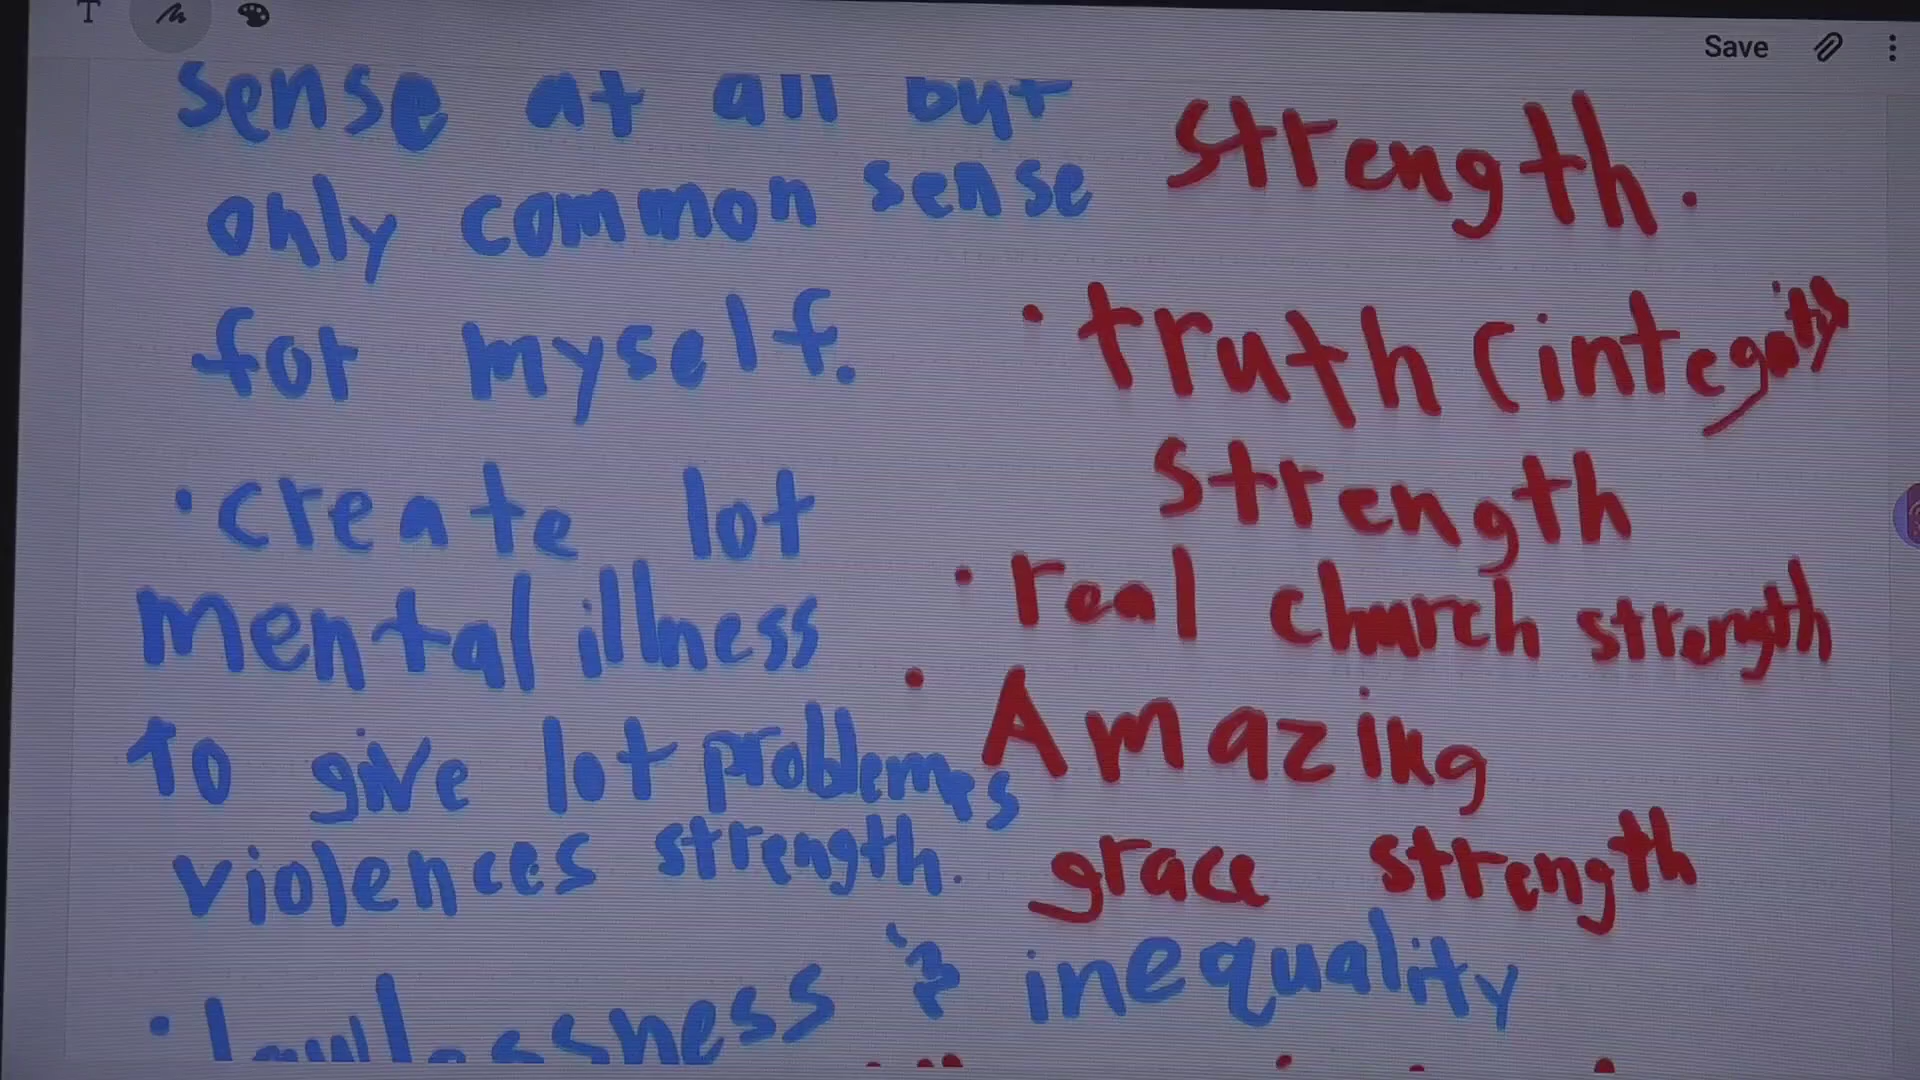 Save
sense at all but
only common sense
for myself.
• create lot
mental illness
To give lot problems
violences strength.
• lawlessness & inequality
strength.
• truth (integrity)
strength
• real church strength
• Amazing
grace strength